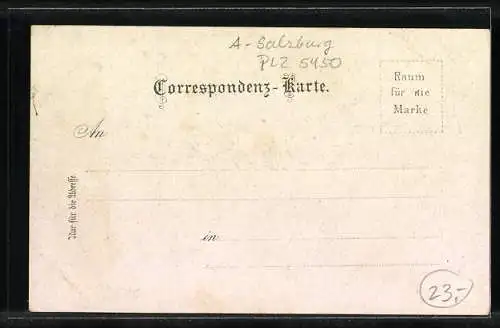 A - Salzburg
PLZ 5450
Correspondenz-Karte.
Raum
für die
Marke
An
in
Nur für die Adresse
23,-